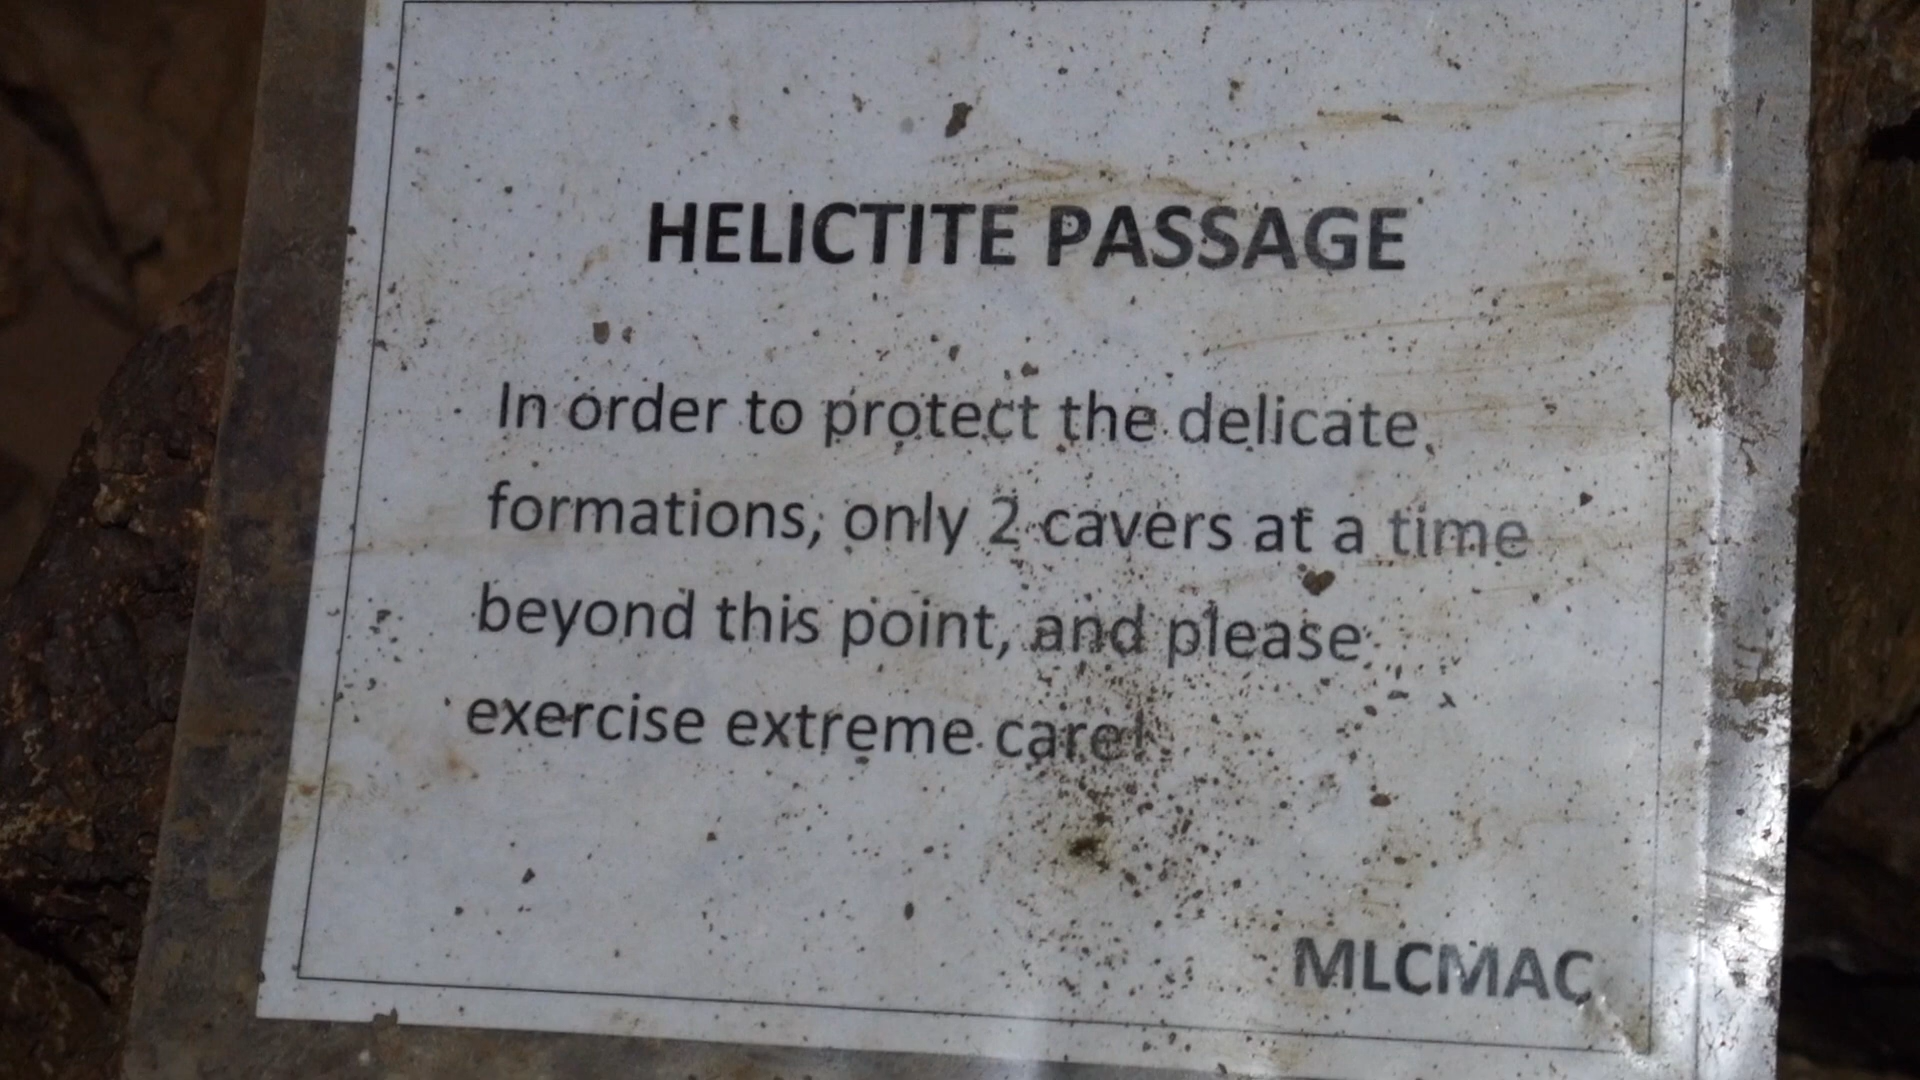 HELICTITE PASSAGE
In order to protect the delicate
formations, only 2 cavers at a time
beyond this point, and please
exercise extreme care!
MLCMAC